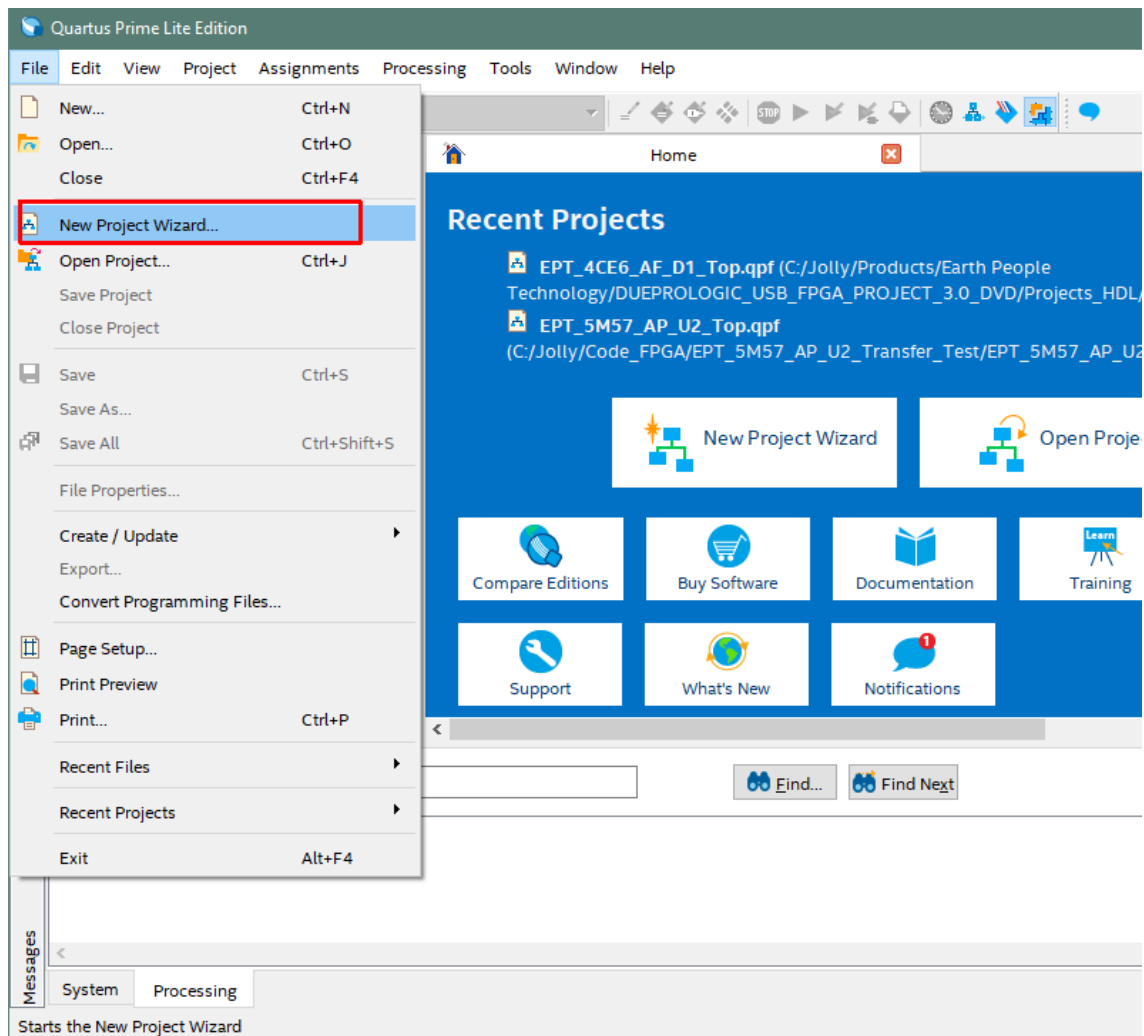 Quartus Prime Lite Edition
File Edit View Project Assignments Processing Tools Window Help
New... Ctrl+N
Open... Ctrl+O
Close Ctrl+F4
New Project Wizard...
Open Project... Ctrl+J
Save Project
Close Project
Save Ctrl+S
Save As...
Save All Ctrl+Shift+S
File Properties...
Create / Update
Export...
Convert Programming Files...
Page Setup...
Print Preview
Print... Ctrl+P
Recent Files
Recent Projects
Exit Alt+F4
STOP
Home
Recent Projects
EPT_4CE6_AF_D1_Top.qpf (C:/Jolly/Products/Earth People
Technology/DUEPROLOGIC_USB_FPGA_PROJECT_3.0_DVD/Projects_HDL/
EPT_5M57_AP_U2_Top.qpf
(C:/Jolly/Code_FPGA/EPT_5M57_AP_U2_Transfer_Test/EPT_5M57_AP_U2
New Project Wizard
Open Proje
Compare Editions
Buy Software
Documentation
Learn
Training
Support
What's New
1
Notifications
Find... Find Next
Messages
System Processing
Starts the New Project Wizard